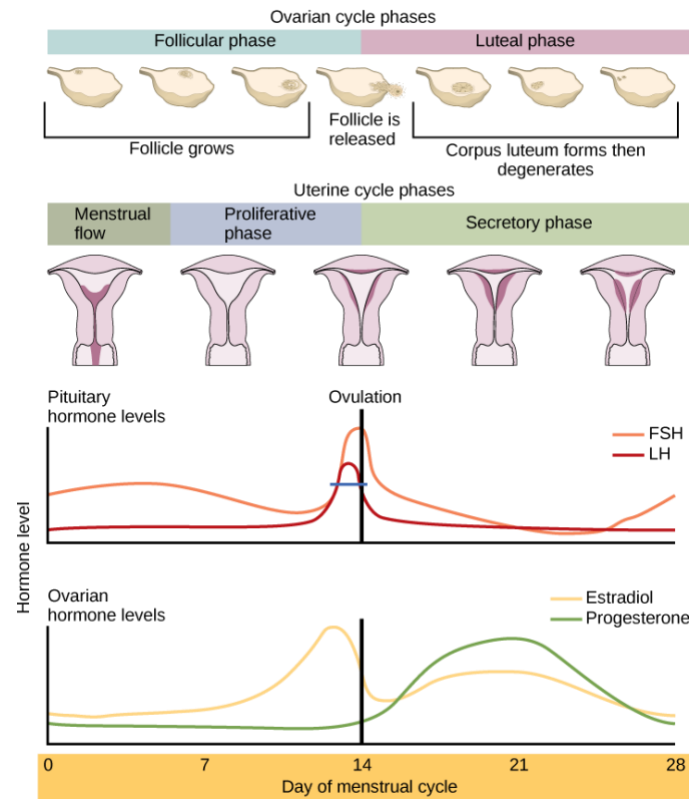 Ovarian cycle phases
Follicular phase
Luteal phase
Follicle grows
Follicle is
released
Corpus luteum forms then
degenerates
Uterine cycle phases
Menstrual
flow
Proliferative
phase
Secretory phase
Pituitary
hormone levels
Ovulation
FSH
LH
Hormone level
Ovarian
hormone levels
Estradiol
Progesterone
0 7 14 21 28
Day of menstrual cycle